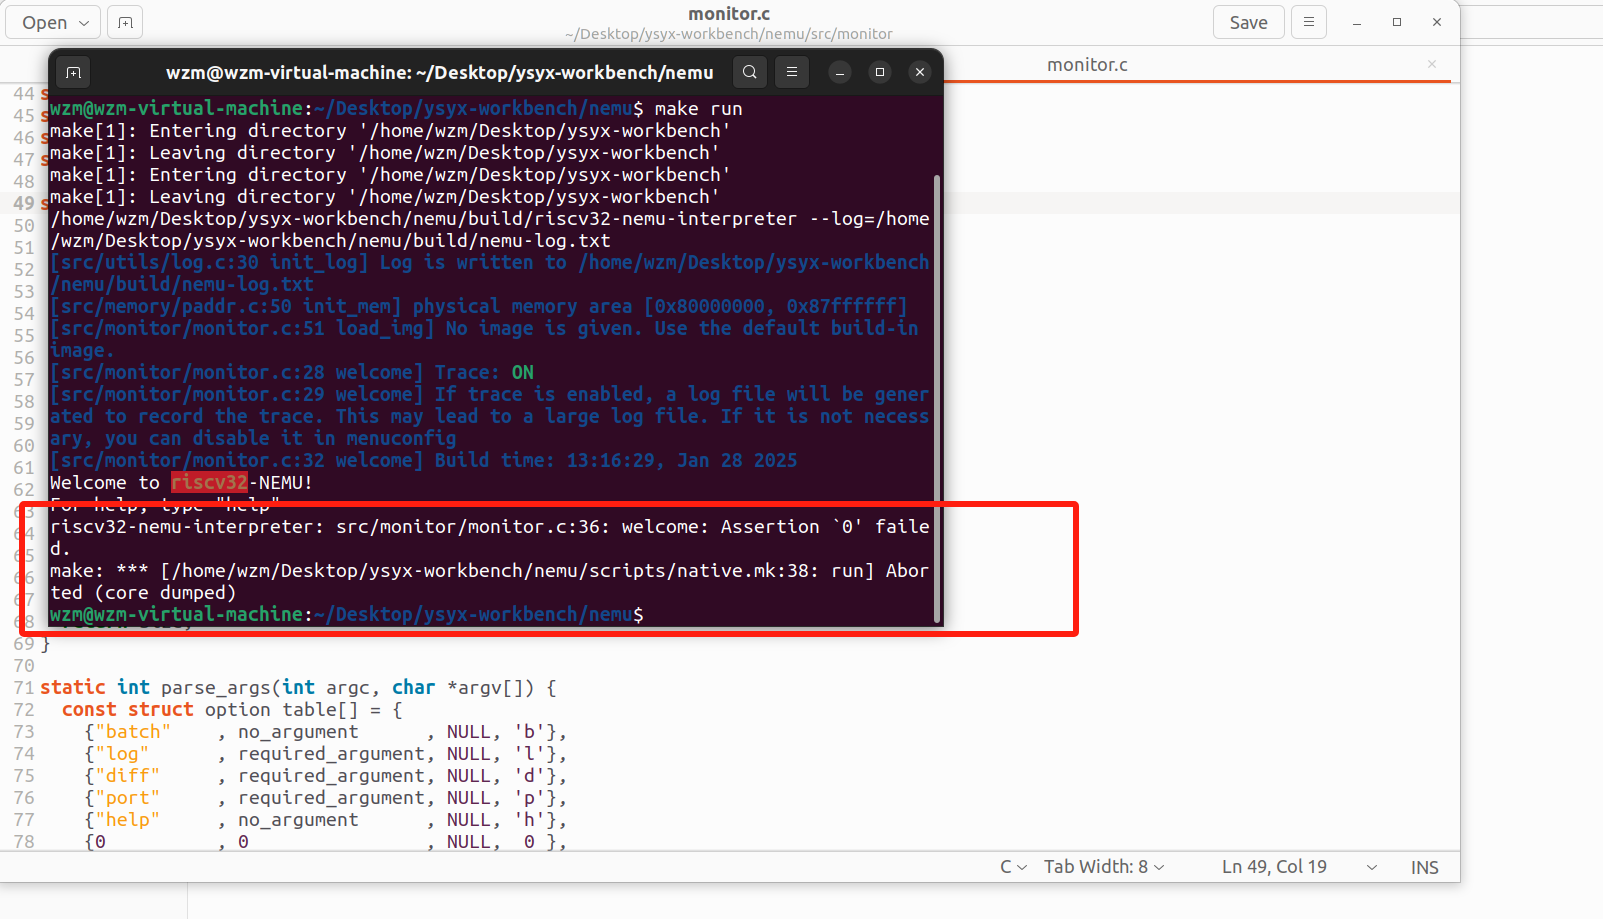 Open
monitor.c
~/Desktop/ysyx-workbench/nemu/src/monitor
Save
monitor.c
wzm@wzm-virtual-machine: ~/Desktop/ysyx-workbench/nemu
wzm@wzm-virtual-machine:~/Desktop/ysyx-workbench/nemu$ make run
make[1]: Entering directory '/home/wzm/Desktop/ysyx-workbench'
make[1]: Leaving directory '/home/wzm/Desktop/ysyx-workbench'
make[1]: Entering directory '/home/wzm/Desktop/ysyx-workbench'
make[1]: Leaving directory '/home/wzm/Desktop/ysyx-workbench'
/home/wzm/Desktop/ysyx-workbench/nemu/build/riscv32-nemu-interpreter --log=/home
/wzm/Desktop/ysyx-workbench/nemu/build/nemu-log.txt
[src/utils/log.c:30 init_log] Log is written to /home/wzm/Desktop/ysyx-workbench
/nemu/build/nemu-log.txt
[src/memory/paddr.c:50 init_mem] physical memory area [0x80000000, 0x87ffffff]
[src/monitor/monitor.c:51 load_img] No image is given. Use the default build-in
image.
[src/monitor/monitor.c:28 welcome] Trace: ON
[src/monitor/monitor.c:29 welcome] If trace is enabled, a log file will be gener
ated to record the trace. This may lead to a large log file. If it is not necess
ary, you can disable it in menuconfig
[src/monitor/monitor.c:32 welcome] Build time: 13:16:29, Jan 28 2025
Welcome to riscv32-NEMU!
For help, type "help"
riscv32-nemu-interpreter: src/monitor/monitor.c:36: welcome: Assertion `0' faile
d.
make: *** [/home/wzm/Desktop/ysyx-workbench/nemu/scripts/native.mk:38: run] Abor
ted (core dumped)
wzm@wzm-virtual-machine:~/Desktop/ysyx-workbench/nemu$
44 s
45 s
46 s
47 s
48
49 s
50
51
52
53
54
55
56
57
58
59
60
61
62
63
64
65
66
67
68
69 }
70
71 static int parse_args(int argc, char *argv[]) {
72   const struct option table[] = {
73     {"batch"    , no_argument      , NULL, 'b'},
74     {"log"      , required_argument, NULL, 'l'},
75     {"diff"     , required_argument, NULL, 'd'},
76     {"port"     , required_argument, NULL, 'p'},
77     {"help"     , no_argument      , NULL, 'h'},
78     {0          , 0                , NULL,  0 },
C
Tab Width: 8
Ln 49, Col 19
INS